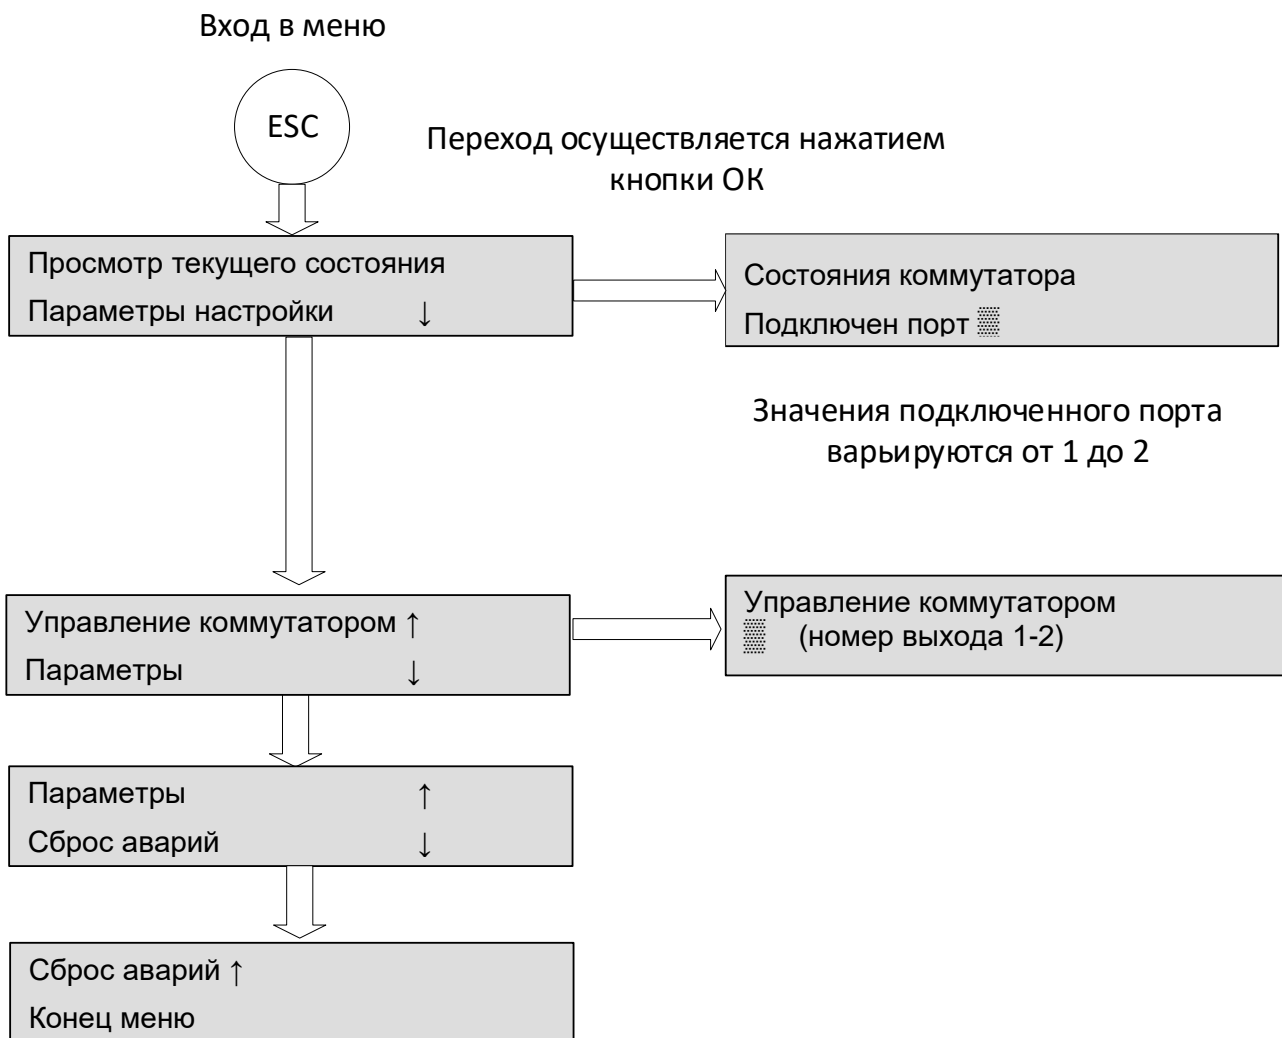 Вход в меню
ESC
Переход осуществляется нажатием
кнопки ОК
Просмотр текущего состояния
Параметры настройки ↓
Состояния коммутатора
Подключен порт ▒
Значения подключенного порта
варьируются от 1 до 2
Управление коммутатором ↑
Параметры ↓
Управление коммутатором
▒ (номер выхода 1-2)
Параметры ↑
Сброс аварий ↓
Сброс аварий ↑
Конец меню